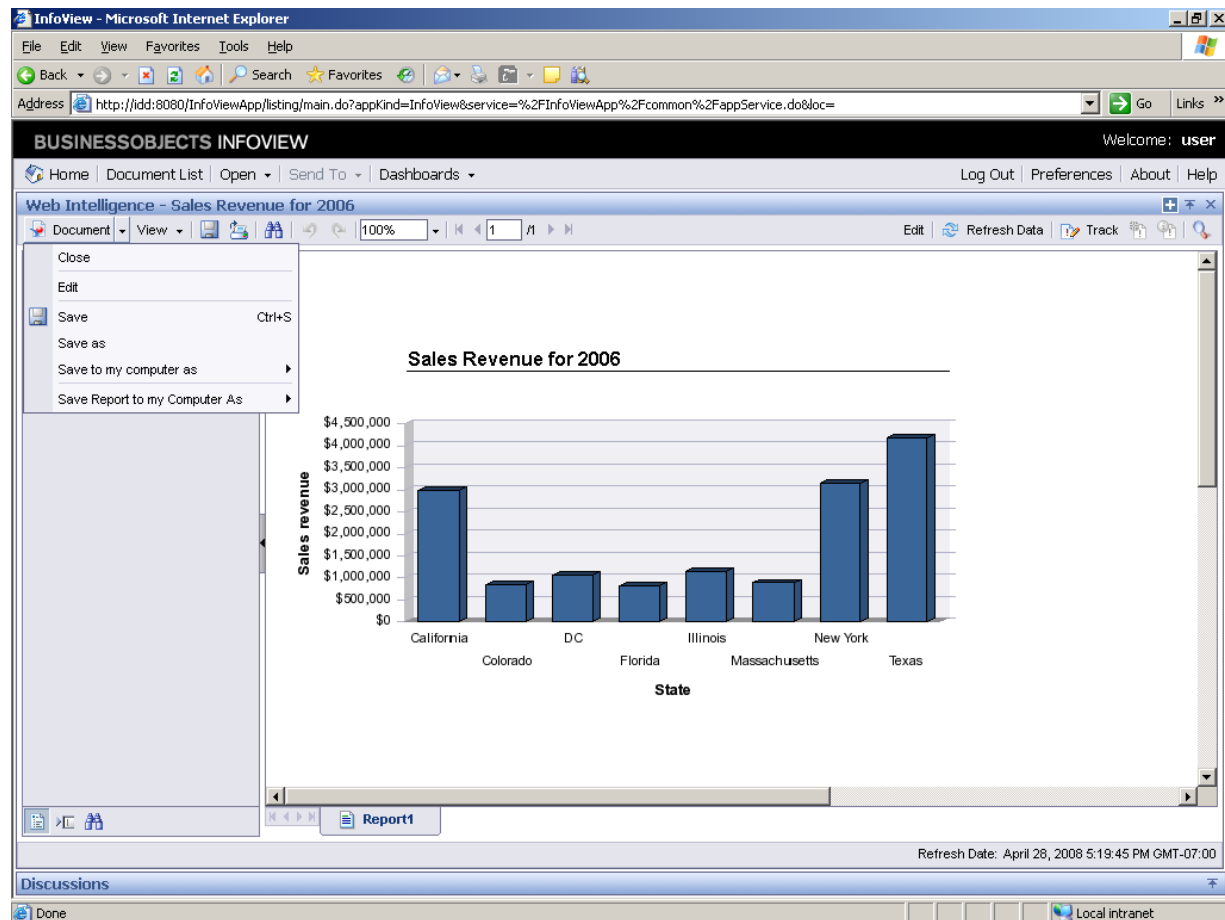 InfoView - Microsoft Internet Explorer
File Edit View Favorites Tools Help
Back Search Favorites
Address http://idd:8080/InfoViewApp/listing/main.do?appKind=InfoView&service=%2FInfoViewApp%2Fcommon%2FappService.do&loc= Go Links »
BUSINESSOBJECTS INFOVIEW Welcome: user
Home Document List Open Send To Dashboards Log Out Preferences About Help
Web Intelligence - Sales Revenue for 2006
Document View 100% 1 /1 Edit Refresh Data Track
Close
Edit
Save Ctrl+S
Save as
Save to my computer as
Save Report to my Computer As
Sales Revenue for 2006
Sales revenue
$4,500,000
$4,000,000
$3,500,000
$3,000,000
$2,500,000
$2,000,000
$1,500,000
$1,000,000
$500,000
$0
California DC Illinois New York
Colorado Florida Massachusetts Texas
State
Report1
Refresh Date: April 28, 2008 5:19:45 PM GMT-07:00
Discussions
Done Local intranet